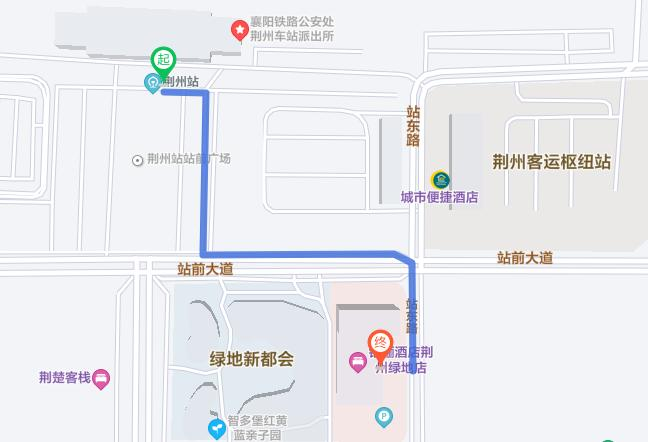 襄阳铁路公安处
荆州车站派出所
起
荆州站
站东路
荆州站站前广场
荆州客运枢纽站
城市便捷酒店
站前大道
站前大道
站东路
终
酒店荆
州绿地店
绿地新都会
荆楚客栈
P
智多堡红黄
蓝亲子园